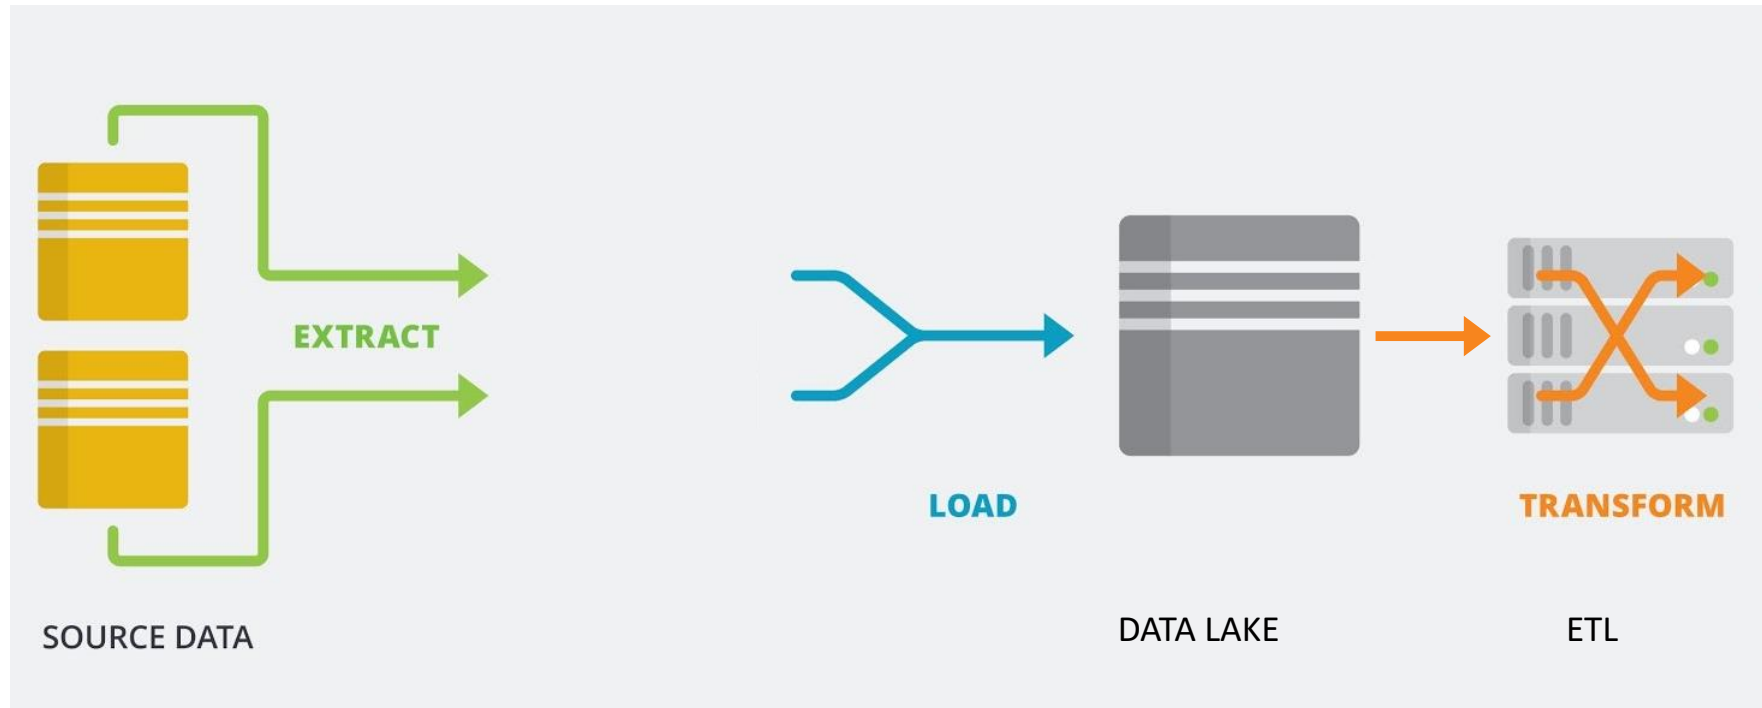 EXTRACT
LOAD
TRANSFORM
SOURCE DATA
DATA LAKE
ETL